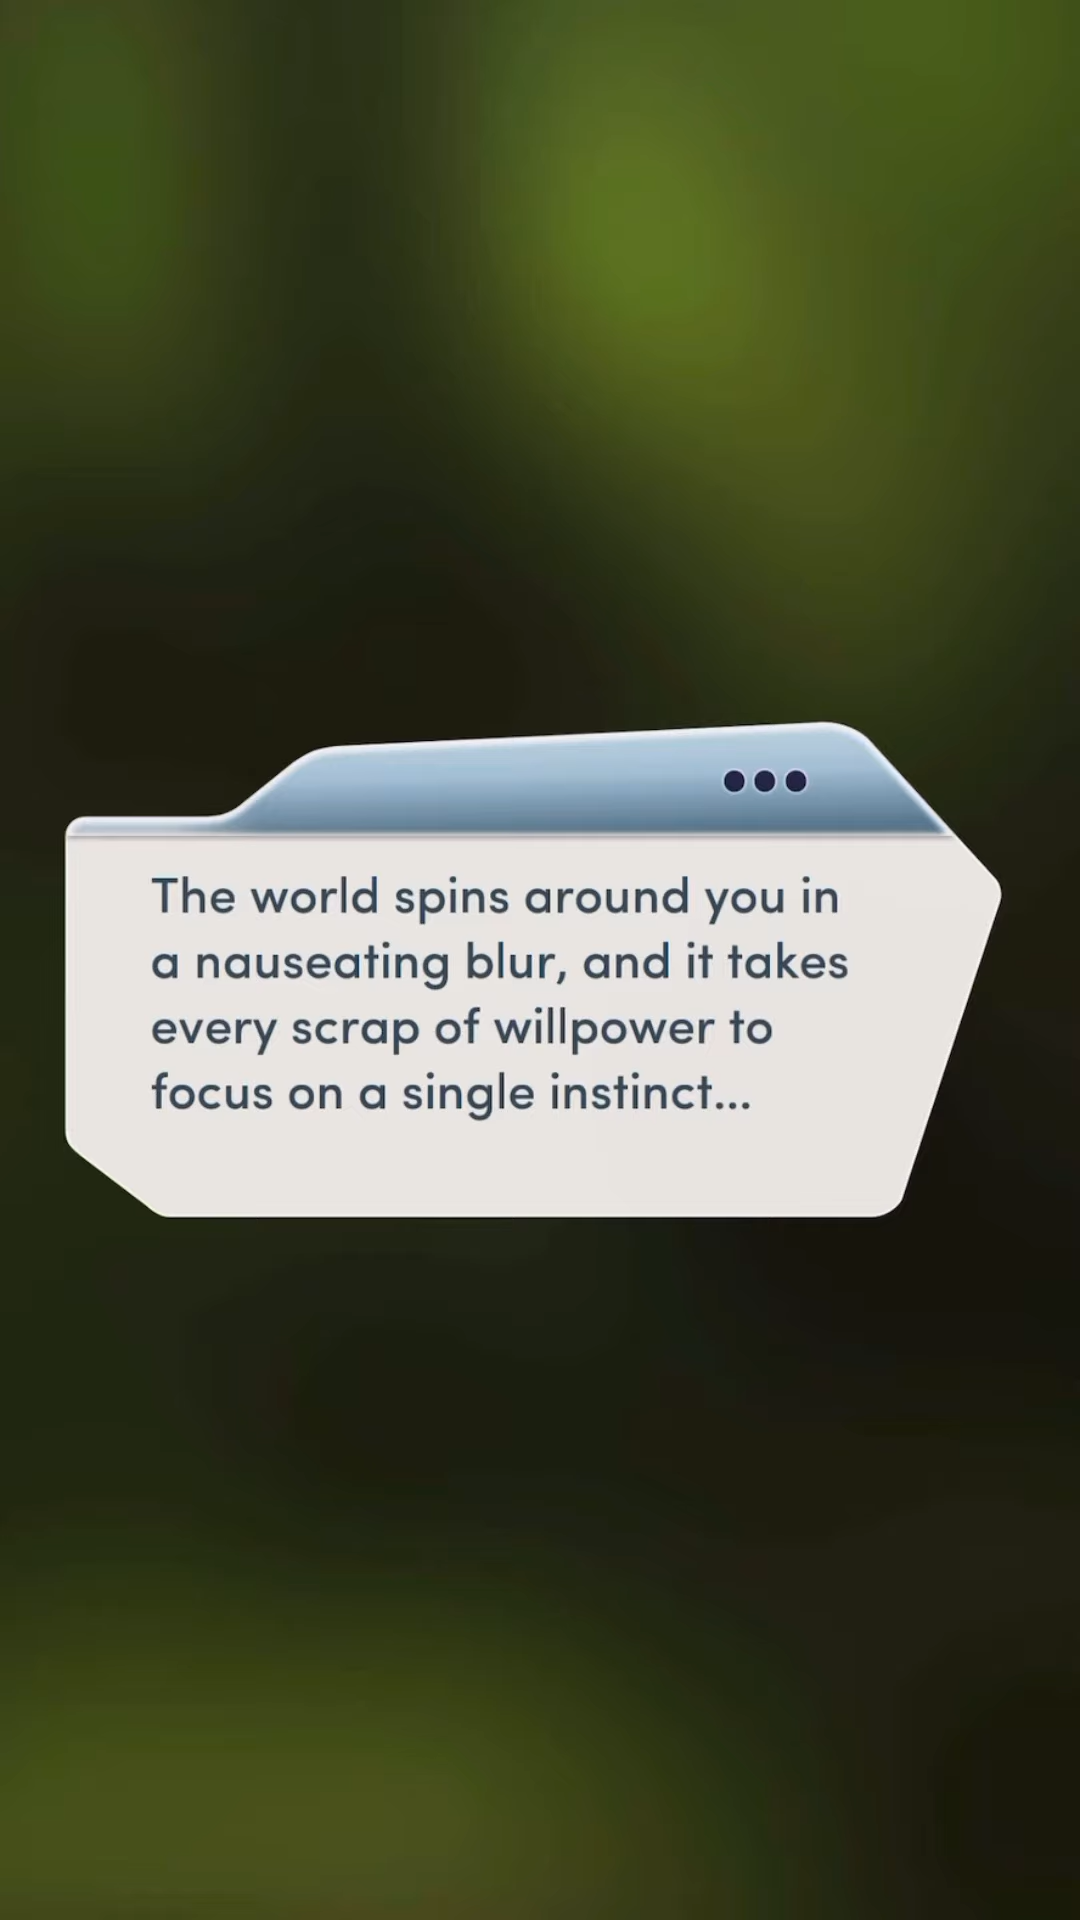 The world spins around you in
a nauseating blur, and it takes
every scrap of willpower to
focus on a single instinct...